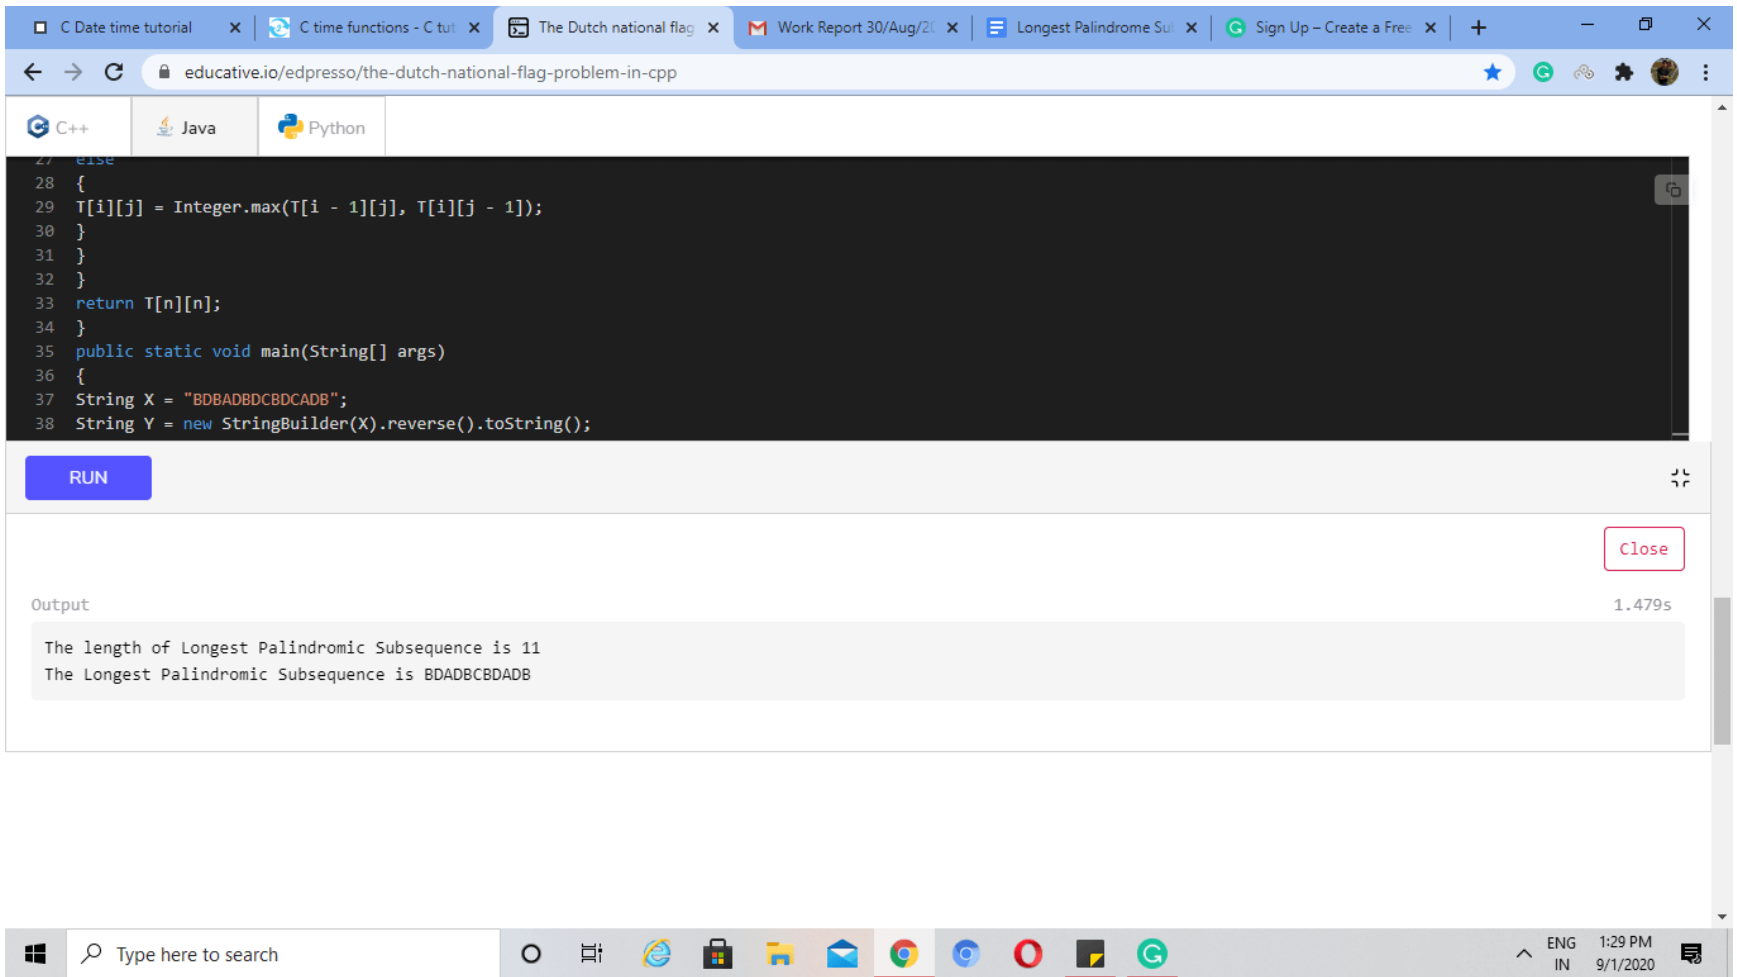 C Date time tutorial
C time functions - C tut
The Dutch national flag
Work Report 30/Aug/20
Longest Palindrome Su
Sign Up – Create a Free
educative.io/edpresso/the-dutch-national-flag-problem-in-cpp
C++
Java
Python
27 else
28 {
29 T[i][j] = Integer.max(T[i - 1][j], T[i][j - 1]);
30 }
31 }
32 }
33 return T[n][n];
34 }
35 public static void main(String[] args)
36 {
37 String X = "BDBADBDCBDCADB";
38 String Y = new StringBuilder(X).reverse().toString();
RUN
Close
Output
1.479s
The length of Longest Palindromic Subsequence is 11
The Longest Palindromic Subsequence is BDADBCBDADB
Type here to search
ENG
IN
1:29 PM
9/1/2020